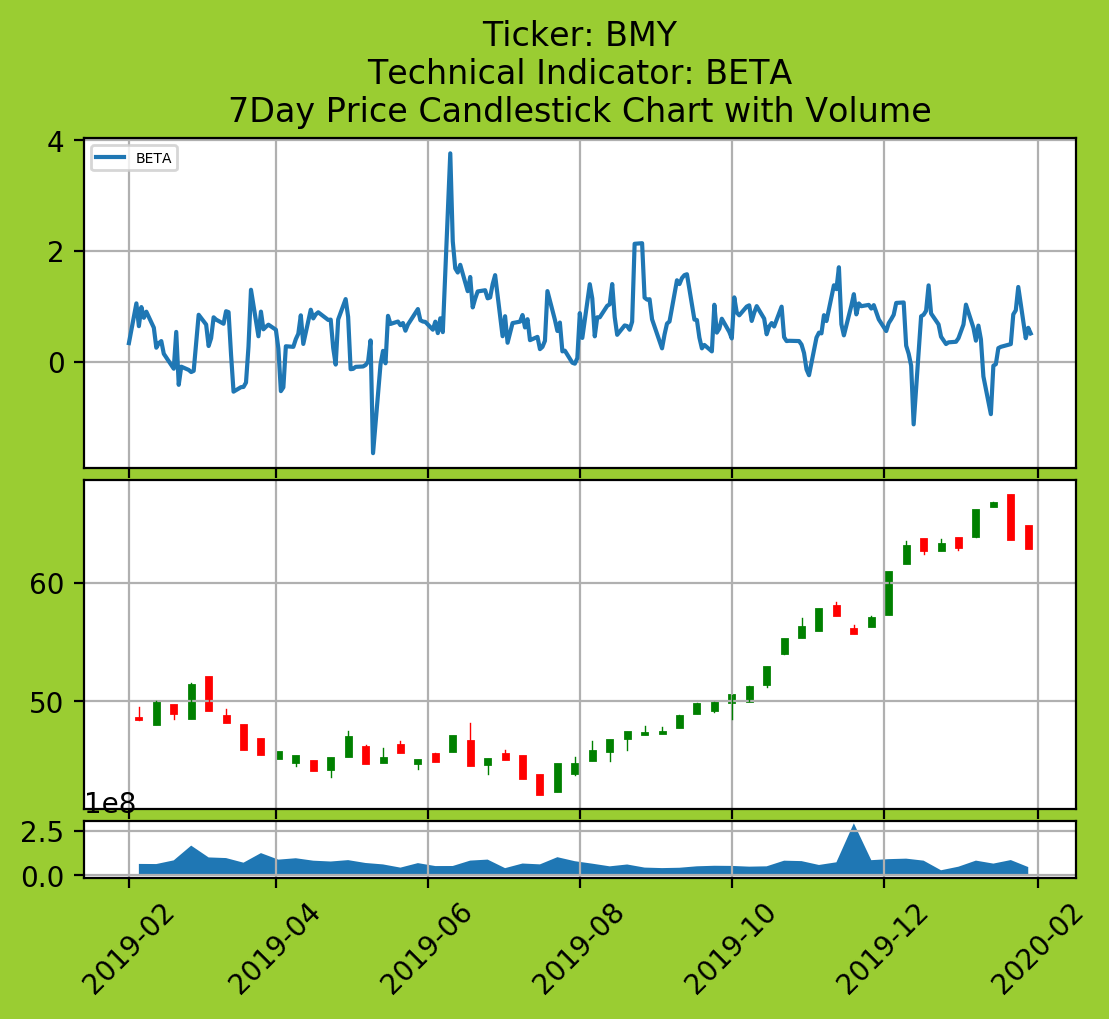 Ticker: BMY
Technical Indicator: BETA
7Day Price Candlestick Chart with Volume
4
BETA
2
0
60
50
1e8
2.5
0.0
2019-02
2019-04
2019-06
2019-08
2019-10
2019-12
2020-02